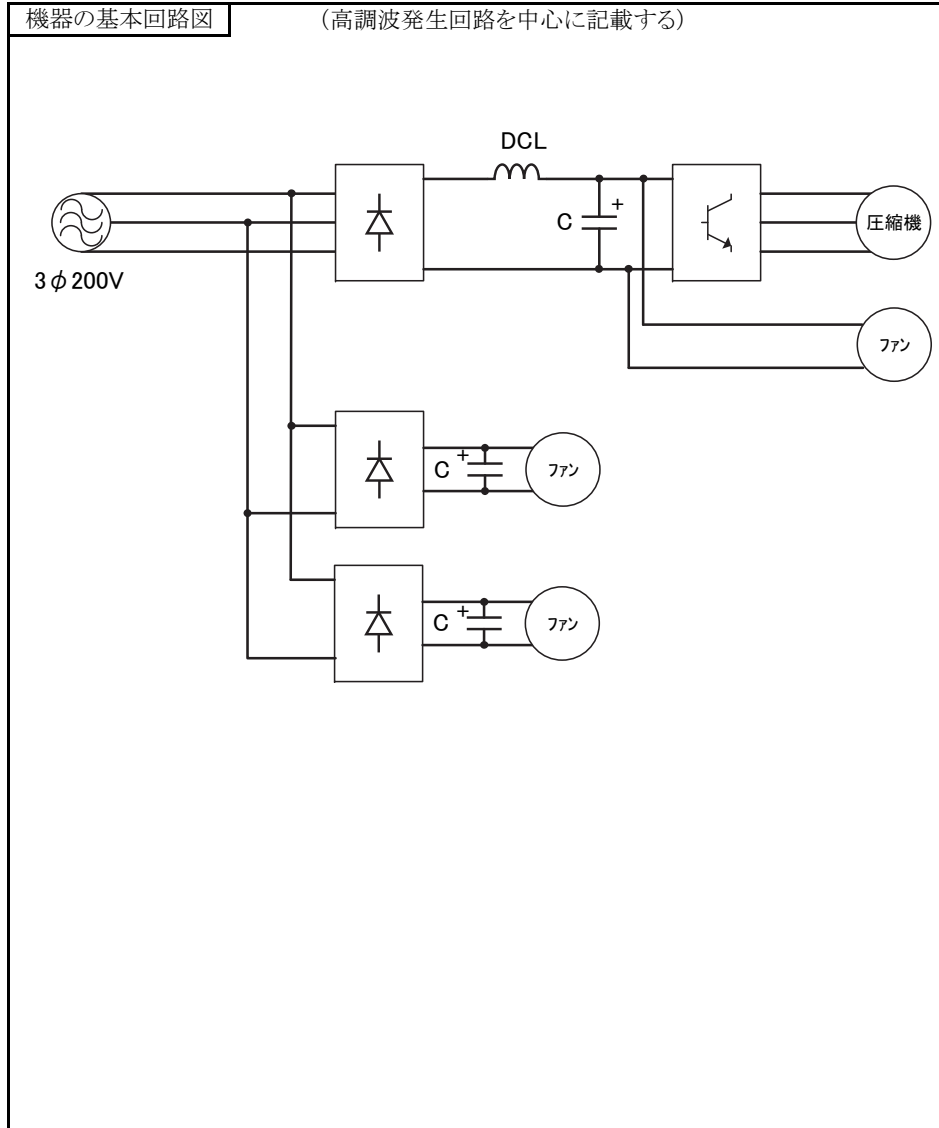 機器の基本回路図
(高調波発生回路を中心に記載する)
DCL
C +
圧縮機
3φ200V
ファン
C +
ファン
C +
ファン